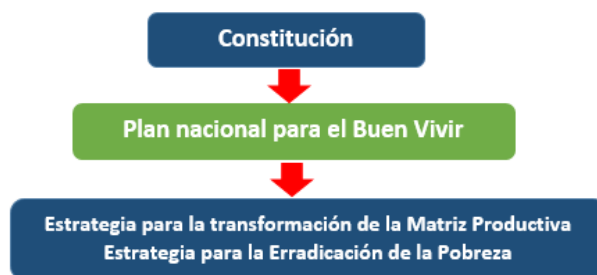 Constitución
Plan nacional para el Buen Vivir
Estrategia para la transformación de la Matriz Productiva
Estrategia para la Erradicación de la Pobreza